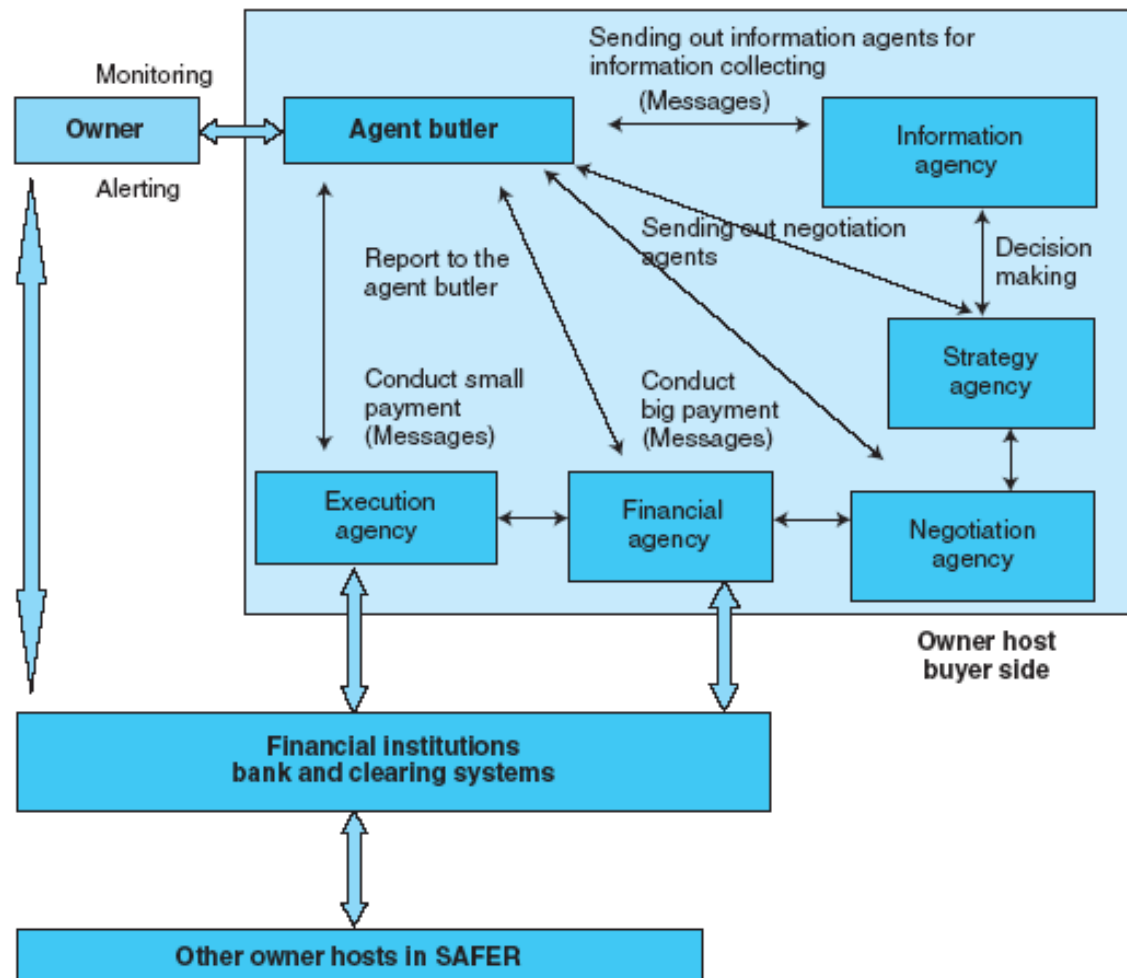 Sending out information agents for
information collecting
(Messages)
Monitoring
Owner
Agent butler
Information
agency
Alerting
Sending out negotiation
agents
Decision
making
Report to the
agent butler
Strategy
agency
Conduct small
payment
(Messages)
Conduct
big payment
(Messages)
Execution
agency
Financial
agency
Negotiation
agency
Owner host
buyer side
Financial institutions
bank and clearing systems
Other owner hosts in SAFER